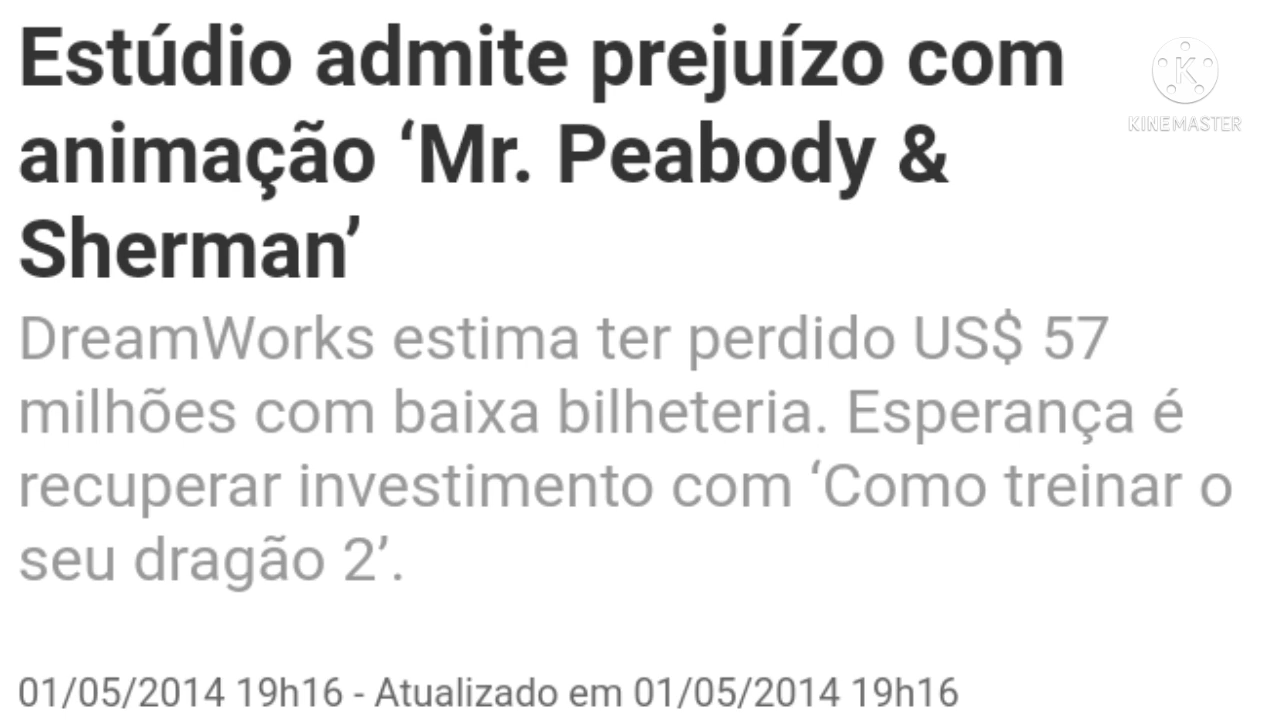 Estúdio admite prejuízo com
animação ‘Mr. Peabody &
Sherman’
DreamWorks estima ter perdido US$ 57
milhões com baixa bilheteria. Esperança é
recuperar investimento com ‘Como treinar o
seu dragão 2’.
01/05/2014 19h16 - Atualizado em 01/05/2014 19h16
K
KINEMASTER